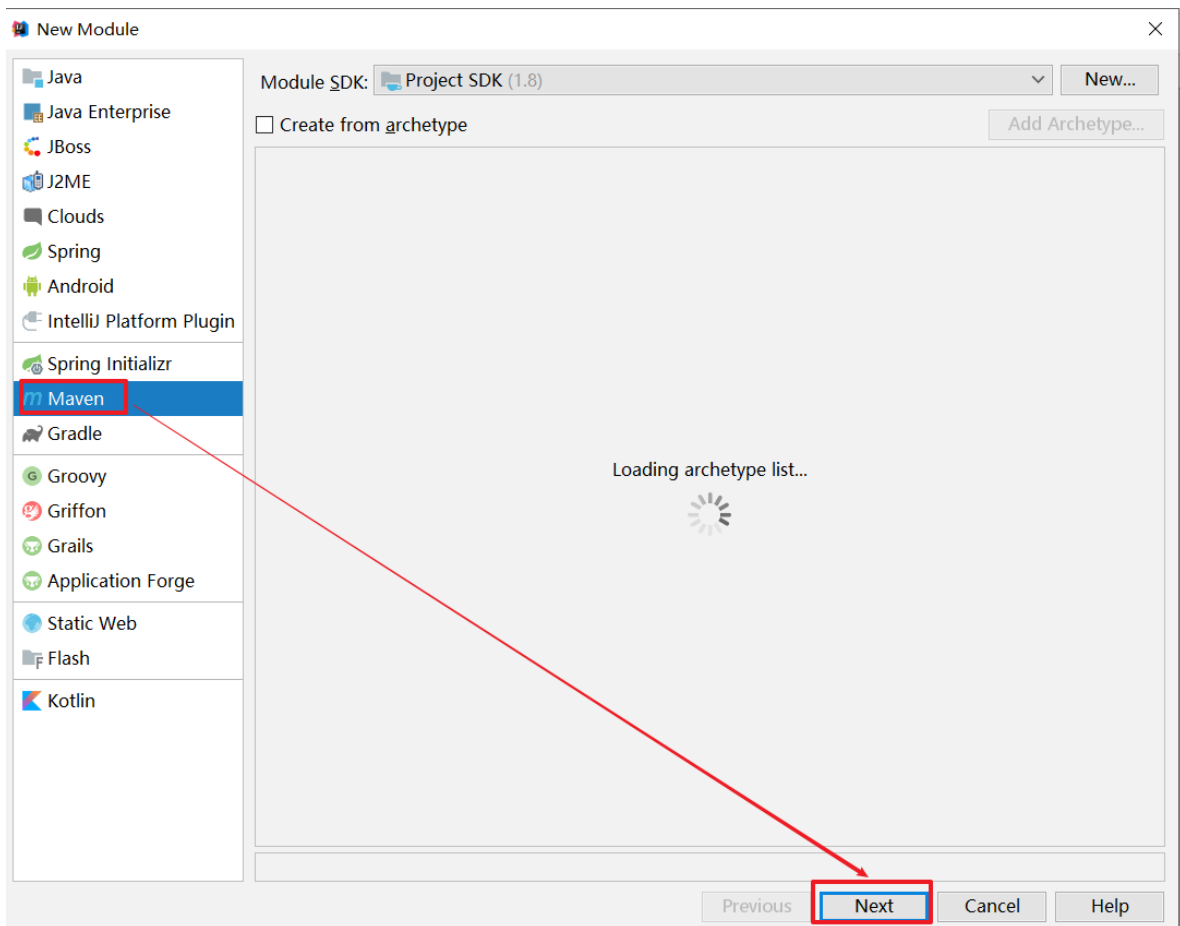 New Module
Java
Java Enterprise
JBoss
J2ME
Clouds
Spring
Android
IntelliJ Platform Plugin
Spring Initializr
Maven
Gradle
Groovy
Griffon
Grails
Application Forge
Static Web
Flash
Kotlin
Module SDK: Project SDK (1.8) New...
Create from archetype Add Archetype...
Loading archetype list...
Previous Next Cancel Help